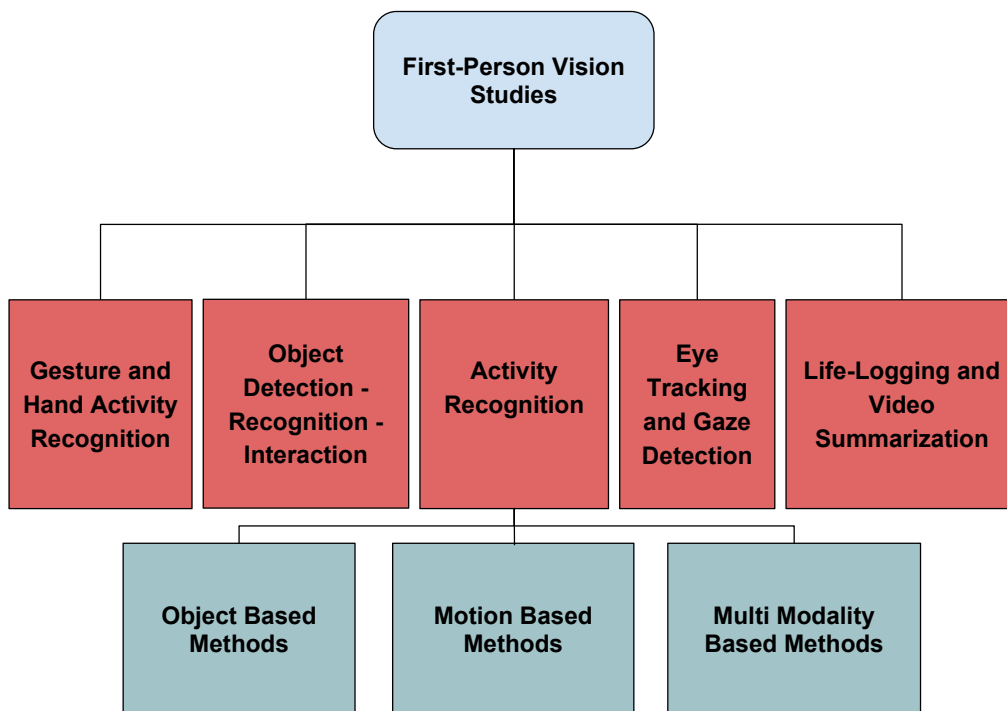 First-Person Vision
Studies
Gesture and
Hand Activity
Recognition
Object
Detection -
Recognition -
Interaction
Activity
Recognition
Eye
Tracking
and Gaze
Detection
Life-Logging and
Video
Summarization
Object Based
Methods
Motion Based
Methods
Multi Modality
Based Methods